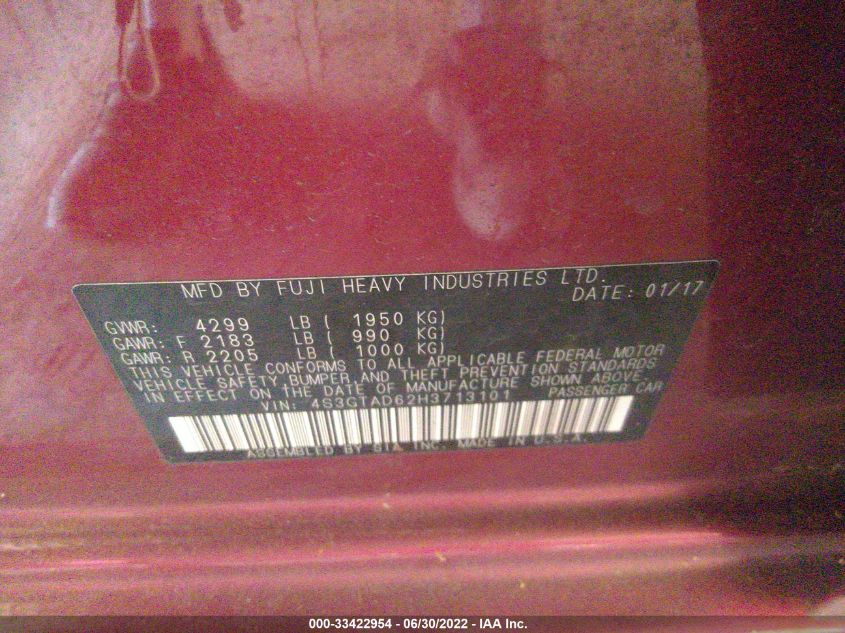 MFD BY FUJI HEAVY INDUSTRIES LTD.
DATE: 01/17
GVWR: 4299 LB ( 1950 KG)
GAWR: F 2183 LB ( 990 KG)
GAWR: R 2205 LB ( 1000 KG)
THIS VEHICLE CONFORMS TO ALL APPLICABLE FEDERAL MOTOR
VEHICLE SAFETY, BUMPER, AND THEFT PREVENTION STANDARDS
IN EFFECT ON THE DATE OF MANUFACTURE SHOWN ABOVE.
VIN: 4S3GTAD62H3713101 PASSENGER CAR
ASSEMBLED BY SIA INC. MADE IN U.S.A.
000-33422954 - 06/30/2022 - IAA Inc.